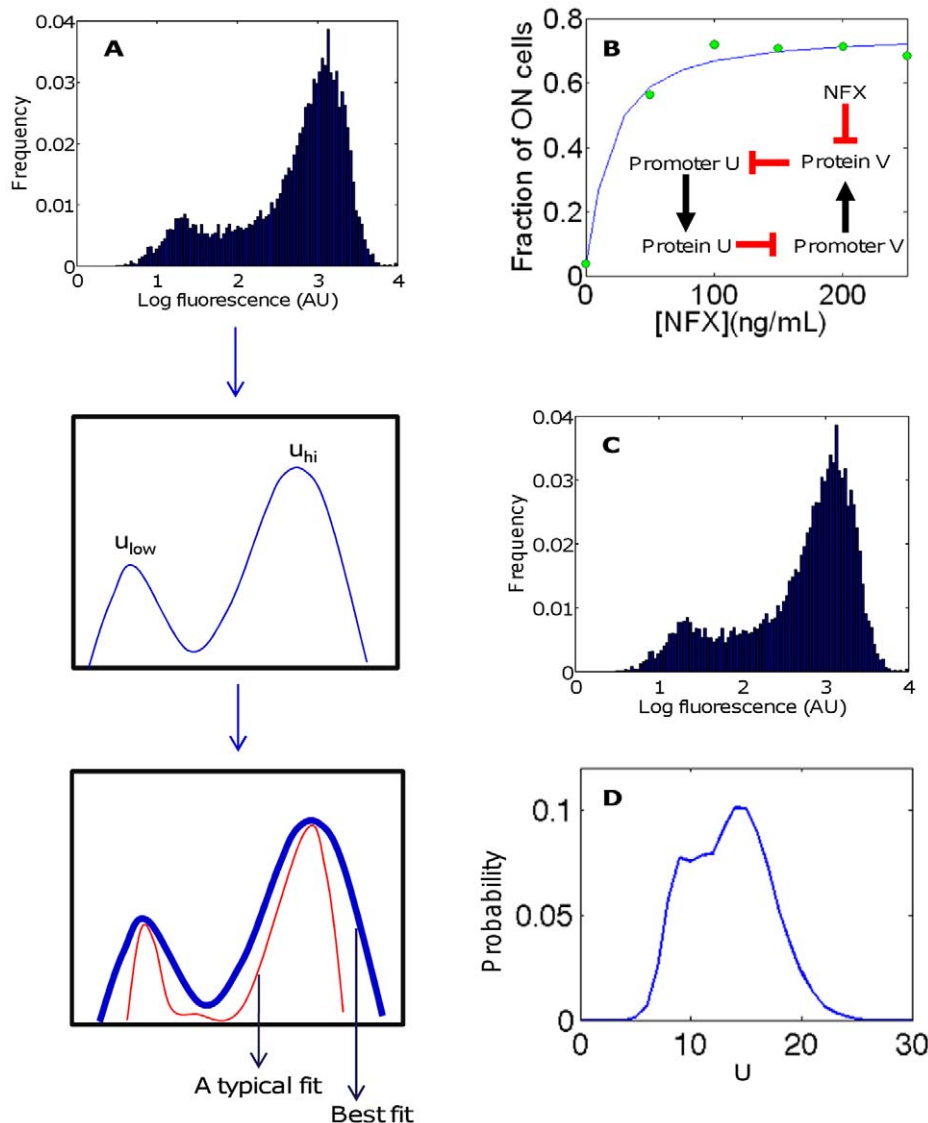 A
0.04
0.03
0.02
0.01
0
Frequency
0 1 2 3 4
Log fluorescence (AU)
u_low
u_hi
A typical fit
Best fit
B
0.8
0.6
0.4
0.2
0
Fraction of ON cells
NFX
Promoter U
Protein V
Protein U
Promoter V
0 100 200
[NFX](ng/mL)
C
0.04
0.03
0.02
0.01
0
Frequency
0 1 2 3 4
Log fluorescence (AU)
D
0.1
0.05
0
Probability
0 10 20 30
U